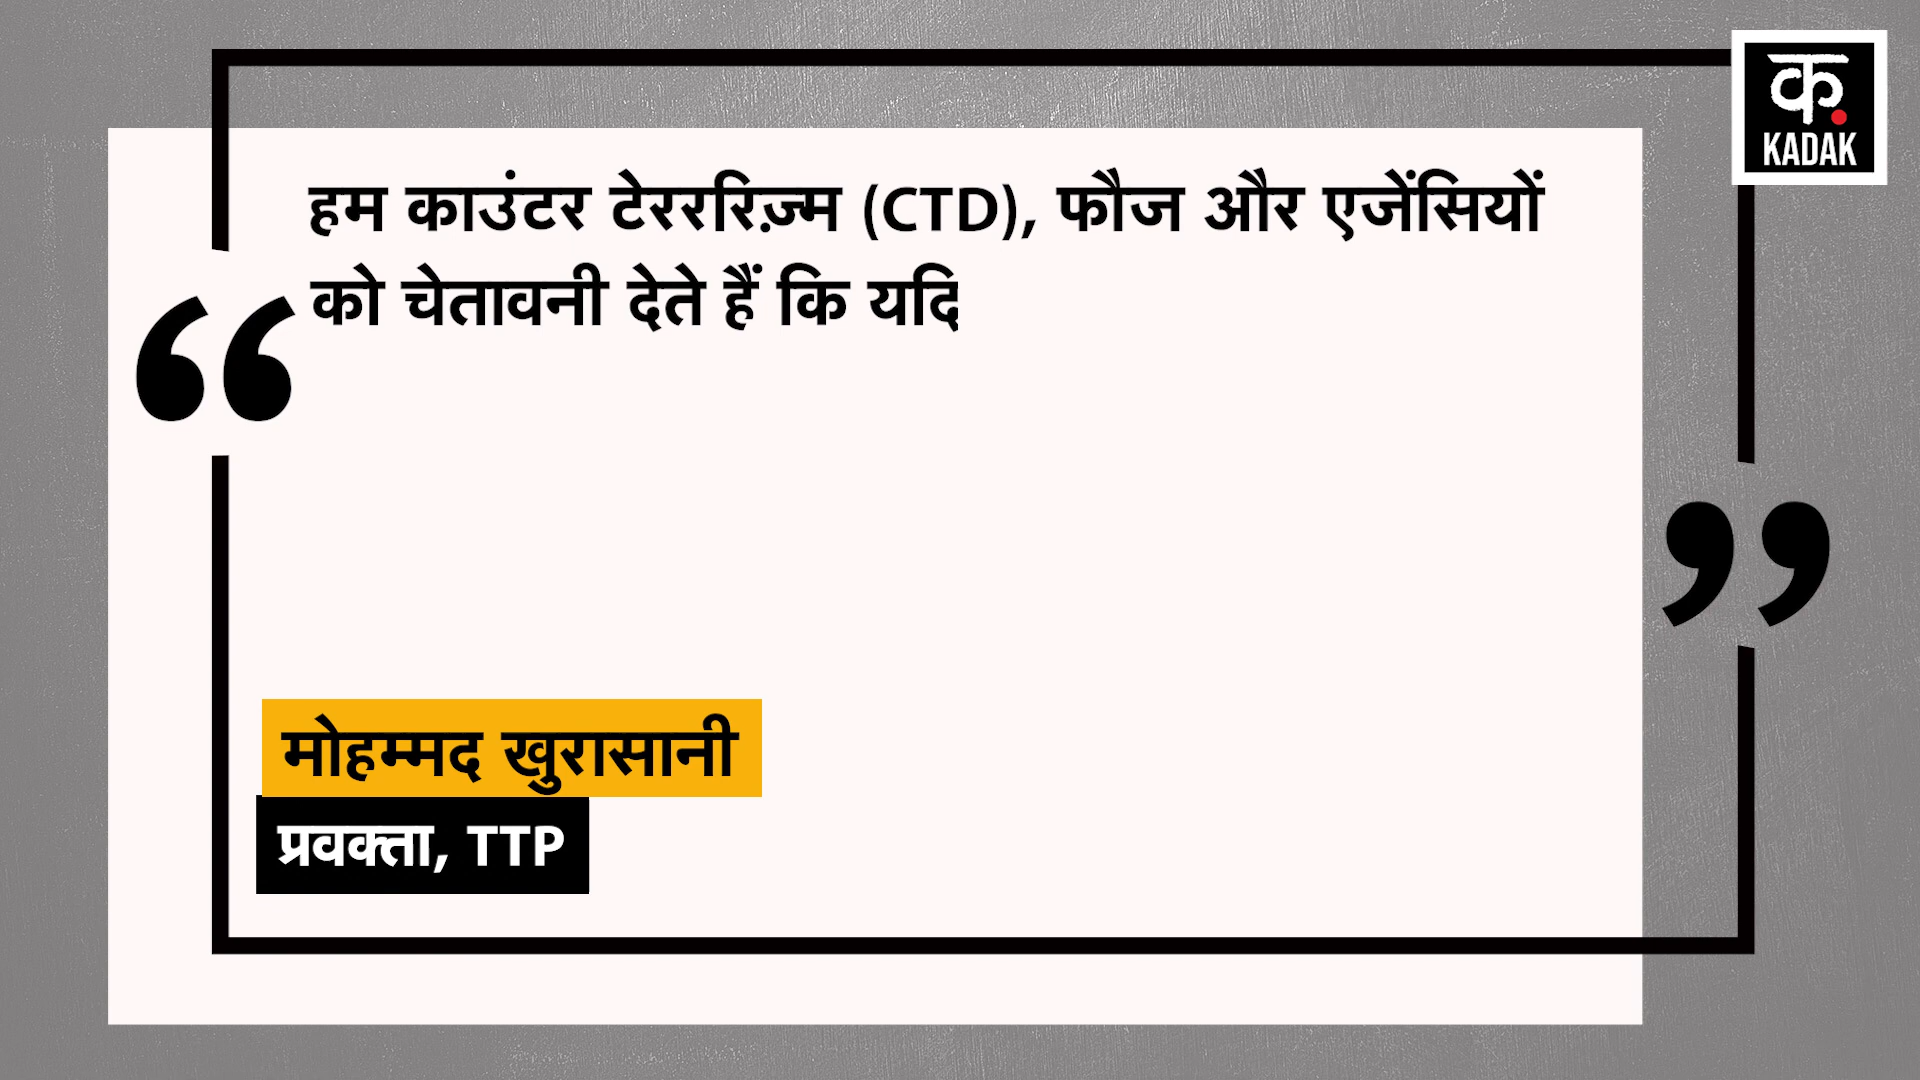 क.
KADAK
हम काउंटर टेररिज़्म (CTD), फौज और एजेंसियों
को चेतावनी देते हैं कि यदि
मोहम्मद खुरासानी
प्रवक्ता, TTP